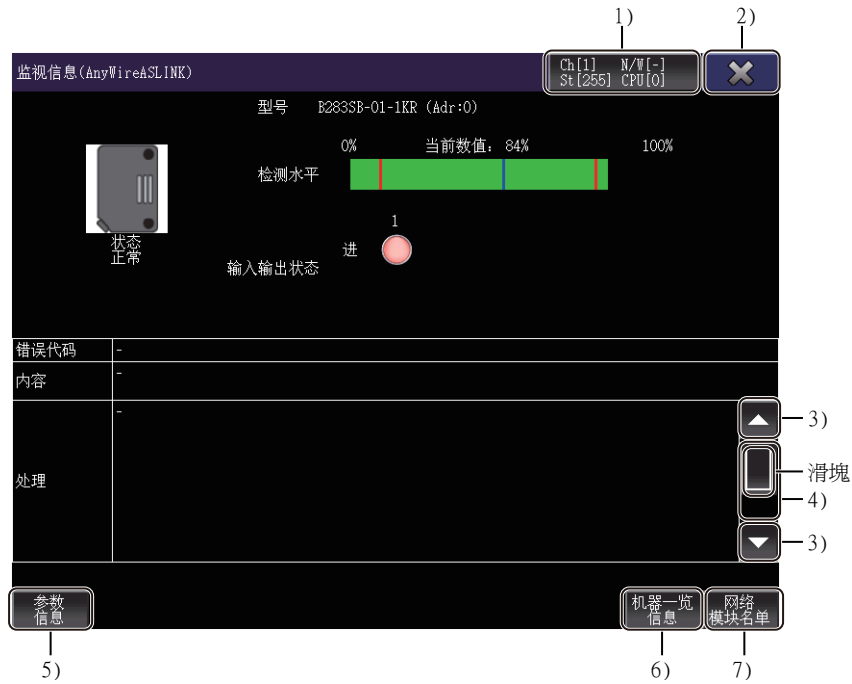 1)
2)
监视信息(AnyWireASLINK)
Ch[1] N/W[-]
St[255] CPU[0]
型号 B283SB-01-1KR (Adr:0)
0% 当前数值: 84% 100%
检测水平
状态
正常
1
进
输入输出状态
错误代码 -
内容 -
处理 -
3)
滑塊
4)
3)
参数
信息
机器一览
信息
网络
模块名单
5)
6)
7)